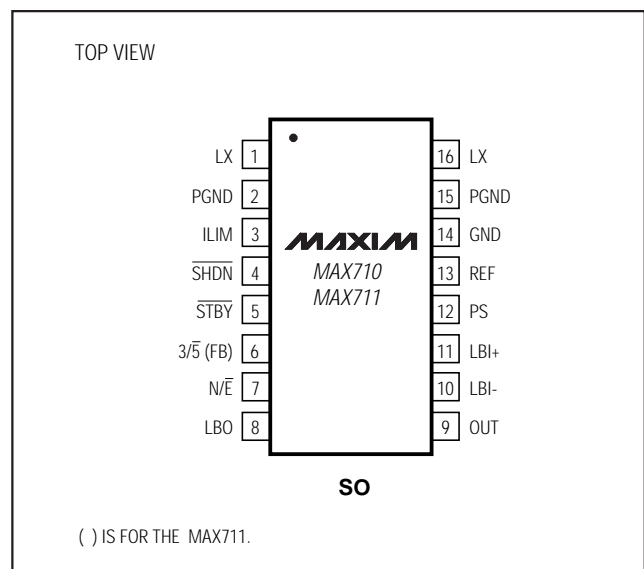 TOP VIEW
LX 1
PGND 2
ILIM 3
S̅H̅D̅N̅ 4
S̅T̅B̅Y̅ 5
3/5̅ (FB) 6
N/E̅ 7
LBO 8
MAXIM
MAX710
MAX711
16 LX
15 PGND
14 GND
13 REF
12 PS
11 LBI+
10 LBI-
9 OUT
SO
( ) IS FOR THE MAX711.